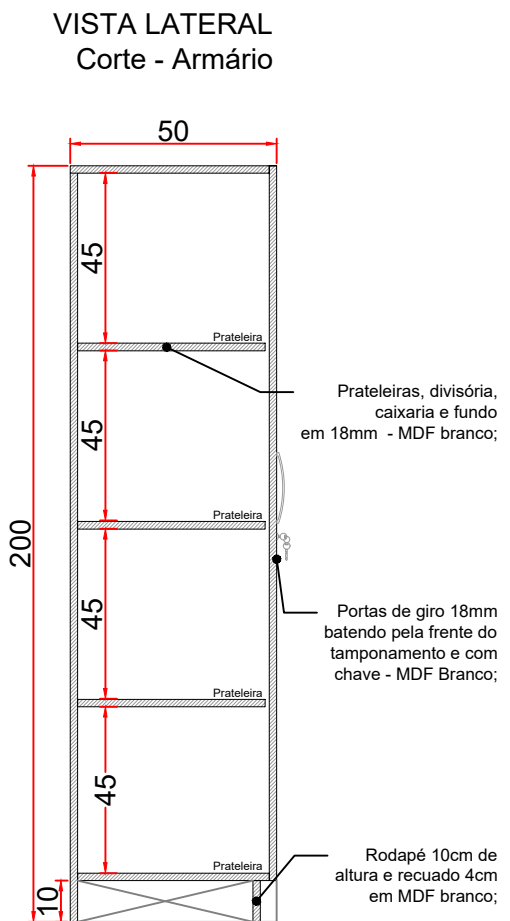 VISTA LATERAL
Corte - Armário
50
45
Prateleira
Prateleiras, divisória,
caixaria e fundo
em 18mm - MDF branco;
45
Prateleira
200
45
Portas de giro 18mm
batendo pela frente do
tamponamento e com
chave - MDF Branco;
Prateleira
45
Prateleira
Rodapé 10cm de
altura e recuado 4cm
em MDF branco;
10